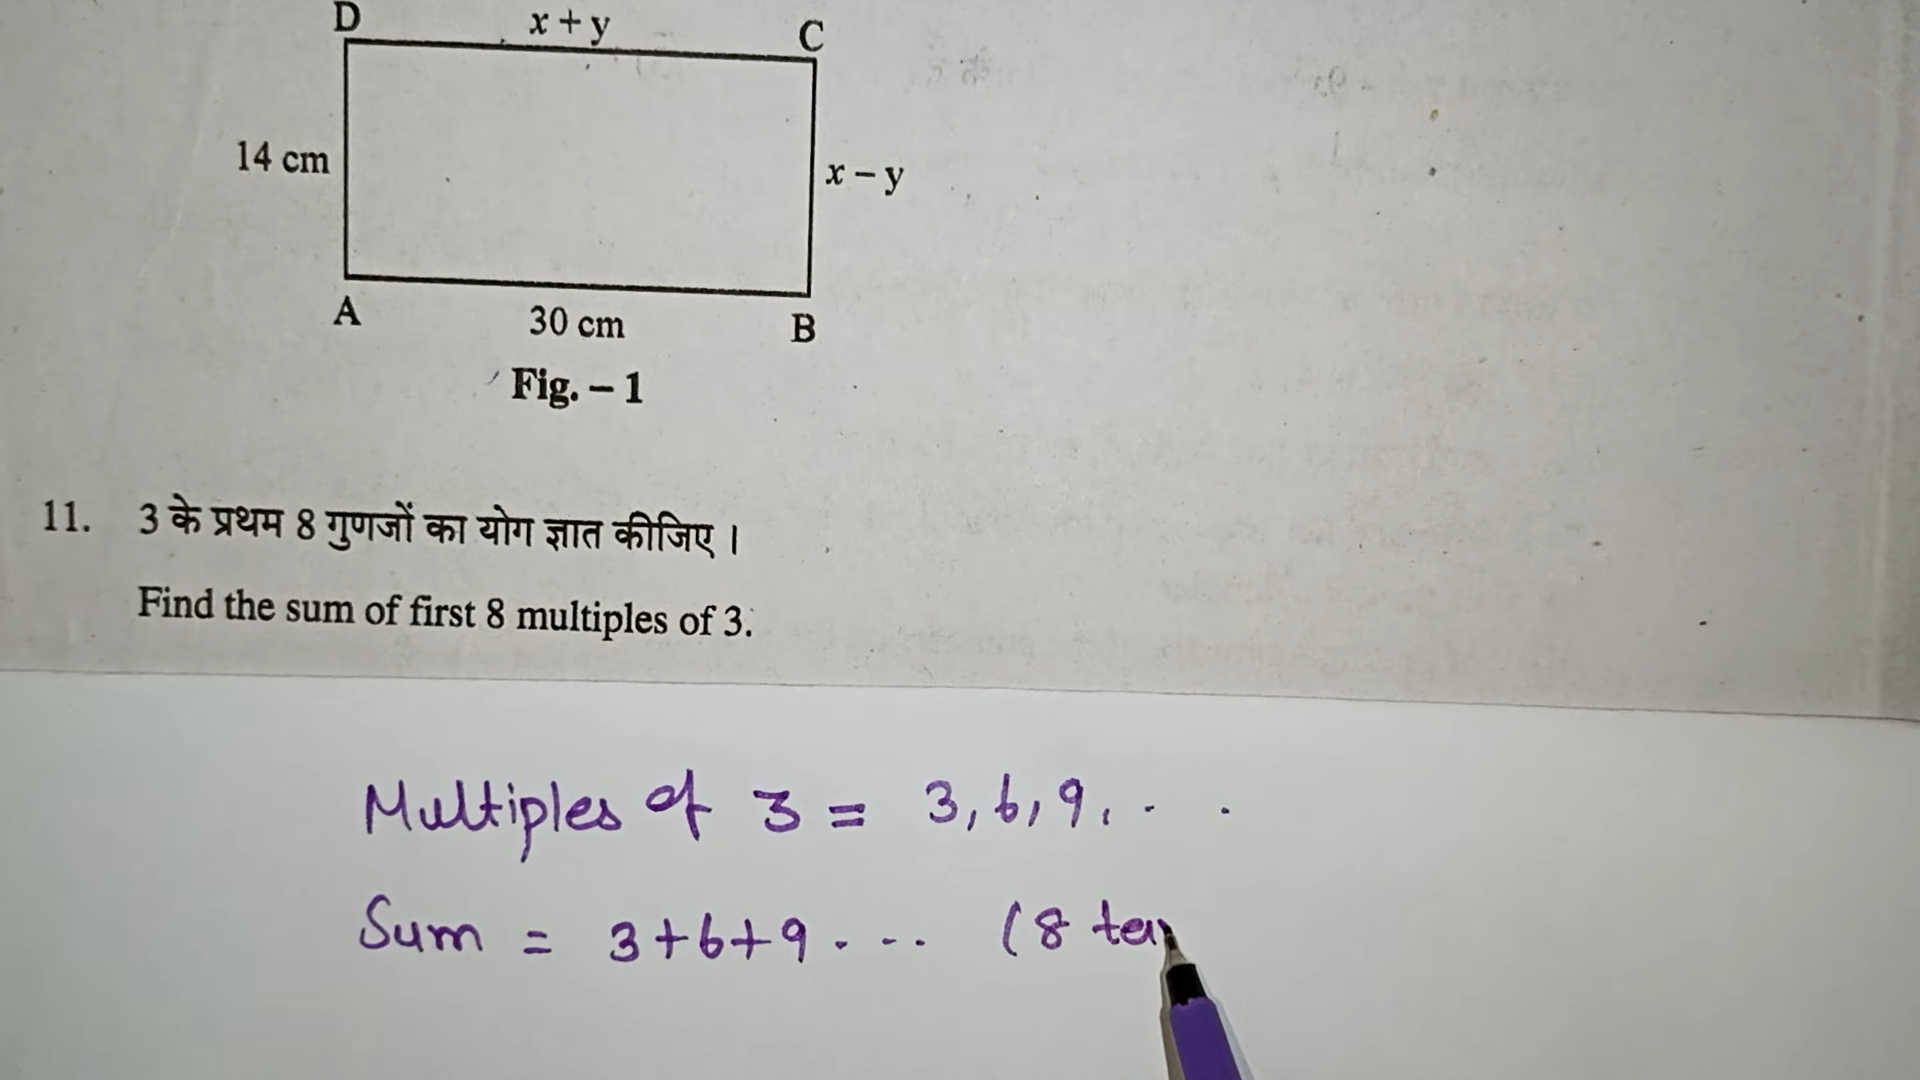 D x + y C
14 cm x – y
A 30 cm B
Fig. – 1
11. 3 के प्रथम 8 गुणजों का योग ज्ञात कीजिए ।
Find the sum of first 8 multiples of 3.
Multiples of 3 = 3, 6, 9, . .
Sum = 3+6+9 . . . (8